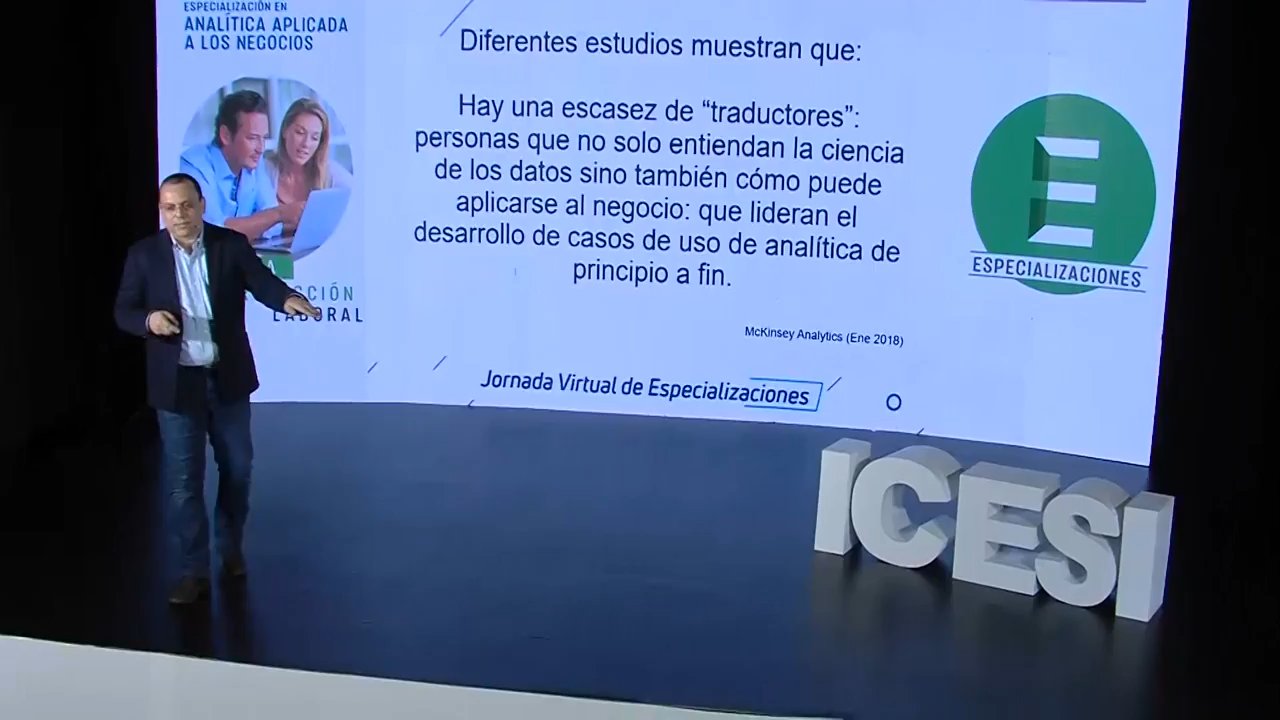 ESPECIALIZACIÓN EN
ANALÍTICA APLICADA
A LOS NEGOCIOS
Diferentes estudios muestran que:
Hay una escasez de “traductores”:
personas que no solo entiendan la ciencia
de los datos sino también cómo puede
aplicarse al negocio: que lideran el
desarrollo de casos de uso de analítica de
principio a fin.
McKinsey Analytics (Ene 2018)
Jornada Virtual de Especializaciones
ESPECIALIZACIONES
LABORAL
ICESI